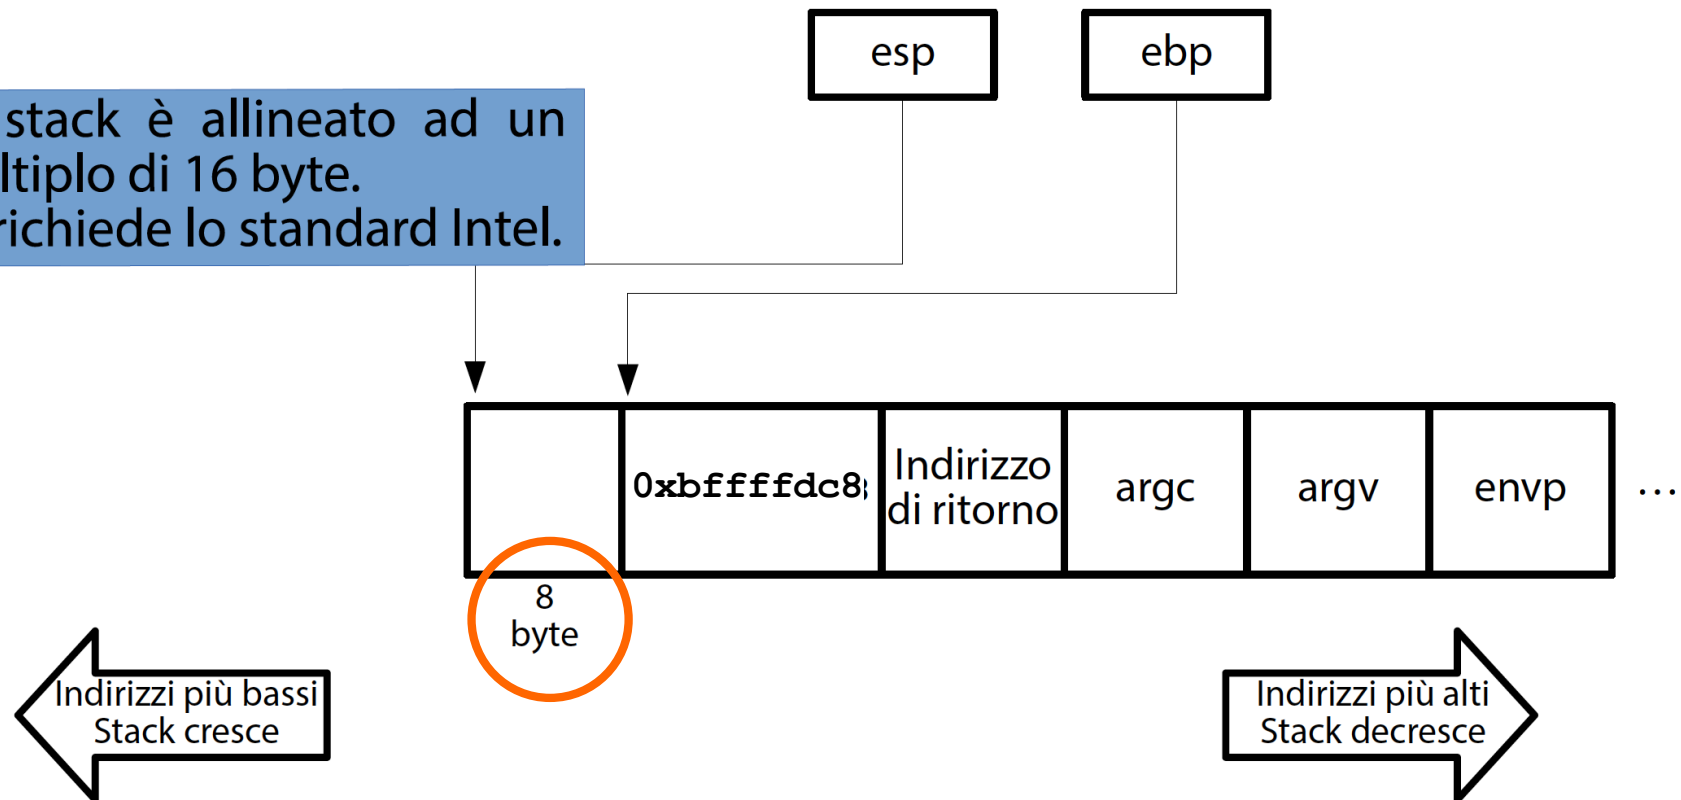 esp
ebp
stack è allineato ad un
ltiplo di 16 byte.
richiede lo standard Intel.
0xbffffdc8
Indirizzo
di ritorno
argc
argv
envp
...
8
byte
Indirizzi più bassi
Stack cresce
Indirizzi più alti
Stack decresce